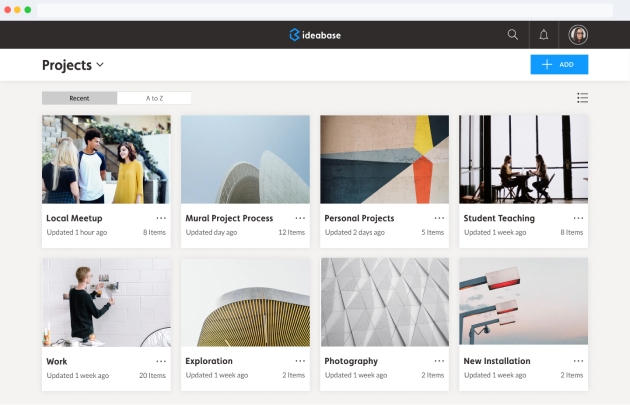 ideabase
Projects
ADD
Recent
A to Z
Local Meetup
Updated 1 hour ago
8 Items
Mural Project Process
Updated day ago
12 Items
Personal Projects
Updated 2 days ago
5 Items
Student Teaching
Updated 1 week ago
8 Items
Work
Updated 1 week ago
20 Items
Exploration
Updated 1 week ago
2 Items
Photography
Updated 1 week ago
2 Items
New Installation
Updated 1 week ago
2 Items